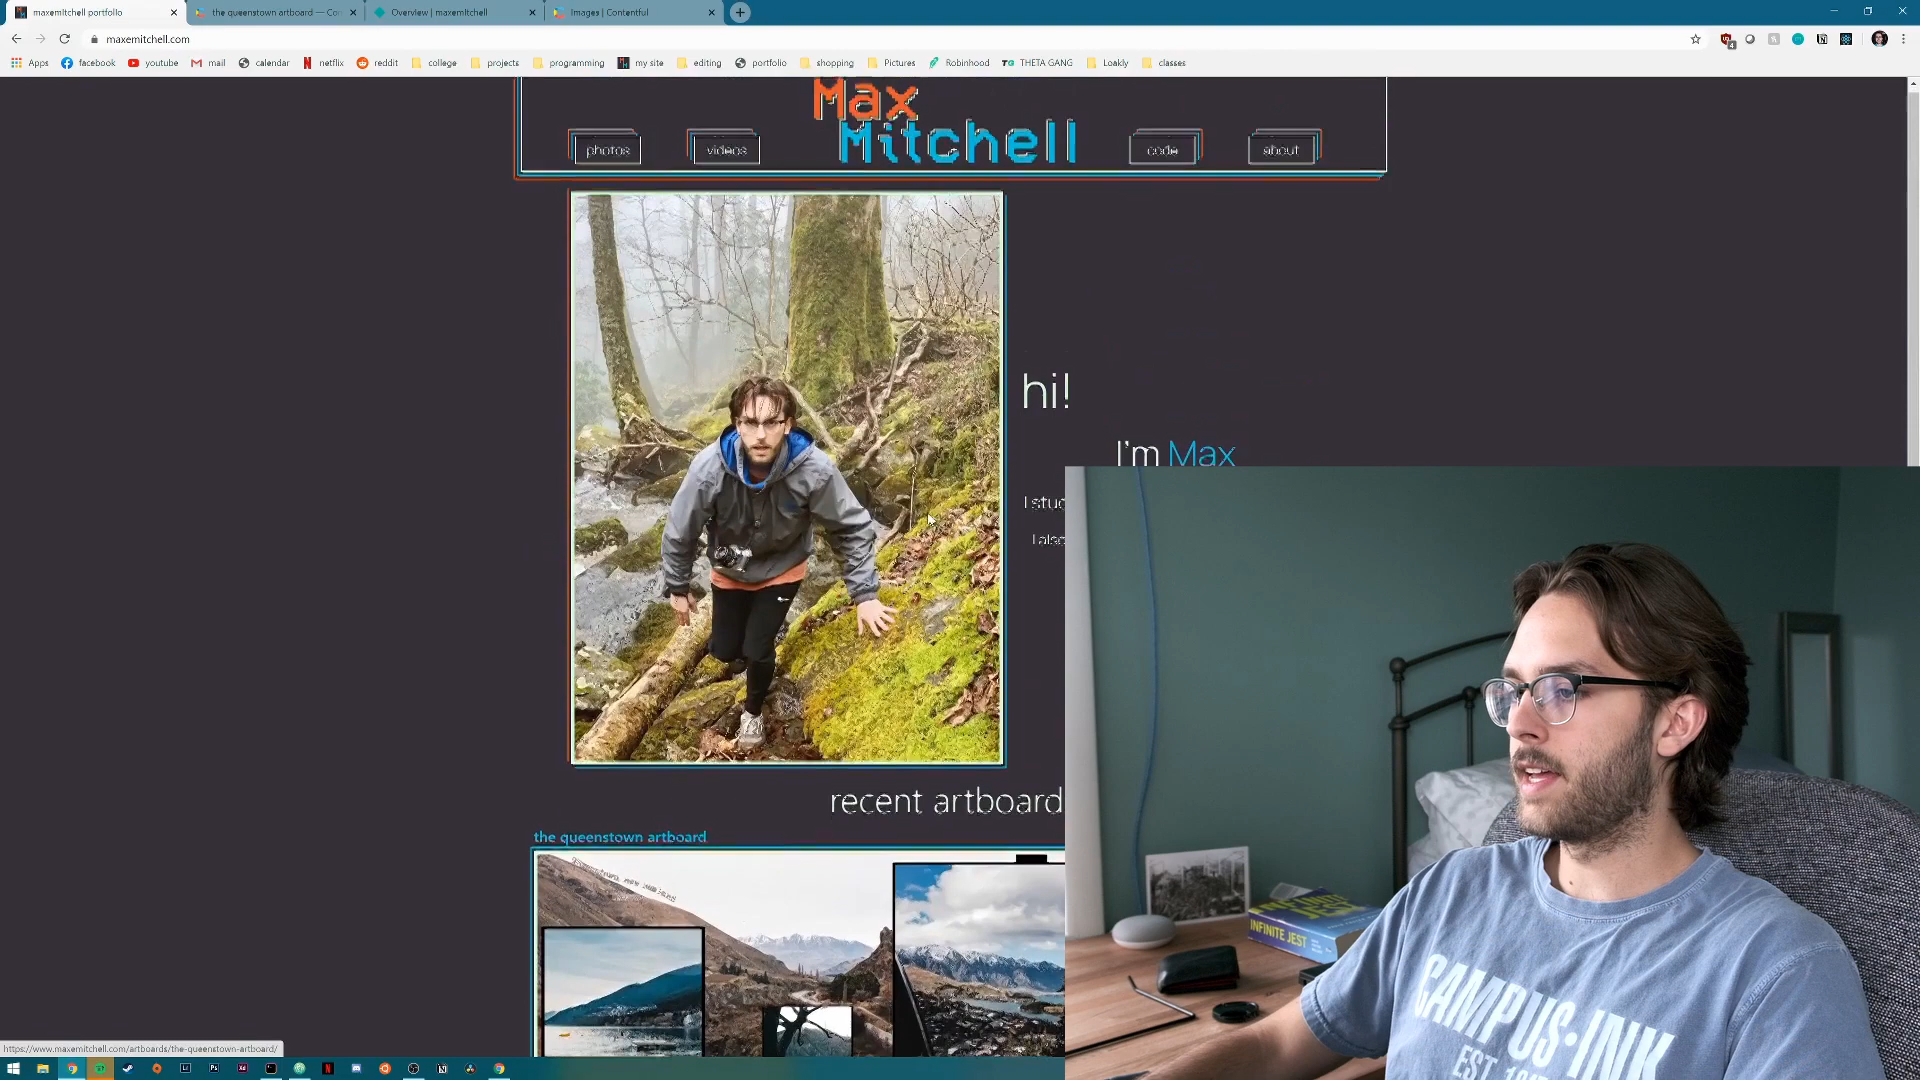 maxemitchell portfolio
the queenstown artboard — Co
Overview | maxemitchell
Images | Contentful
maxemitchell.com
Apps
facebook
youtube
mail
calendar
netflix
reddit
college
projects
programming
my site
editing
portfolio
shopping
Pictures
Robinhood
THETA GANG
Loakly
classes
Max
Mitchell
photos
videos
code
about
hi!
I'm Max
I stud
I also
recent artboard
the queenstown artboard
INFINITE JEST
CAMPUS·INK
EST.
https://www.maxemitchell.com/artboards/the-queenstown-artboard/